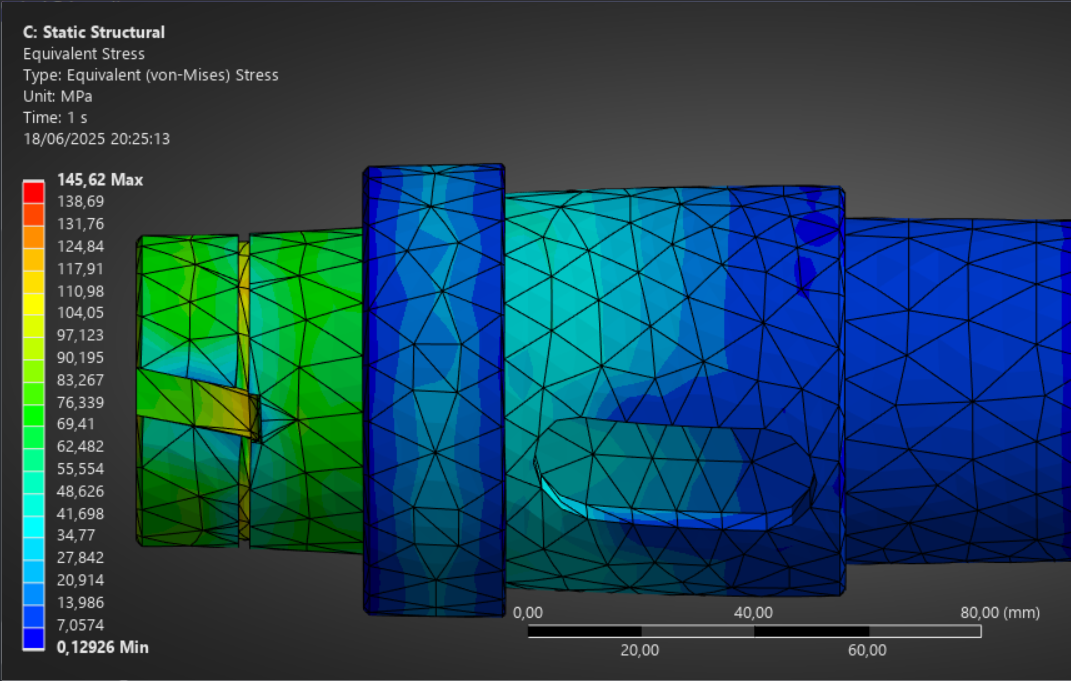 C: Static Structural
Equivalent Stress
Type: Equivalent (von-Mises) Stress
Unit: MPa
Time: 1 s
18/06/2025 20:25:13
145,62 Max
138,69
131,76
124,84
117,91
110,98
104,05
97,123
90,195
83,267
76,339
69,41
62,482
55,554
48,626
41,698
34,77
27,842
20,914
13,986
7,0574
0,12926 Min
0,00 40,00 80,00 (mm)
20,00 60,00